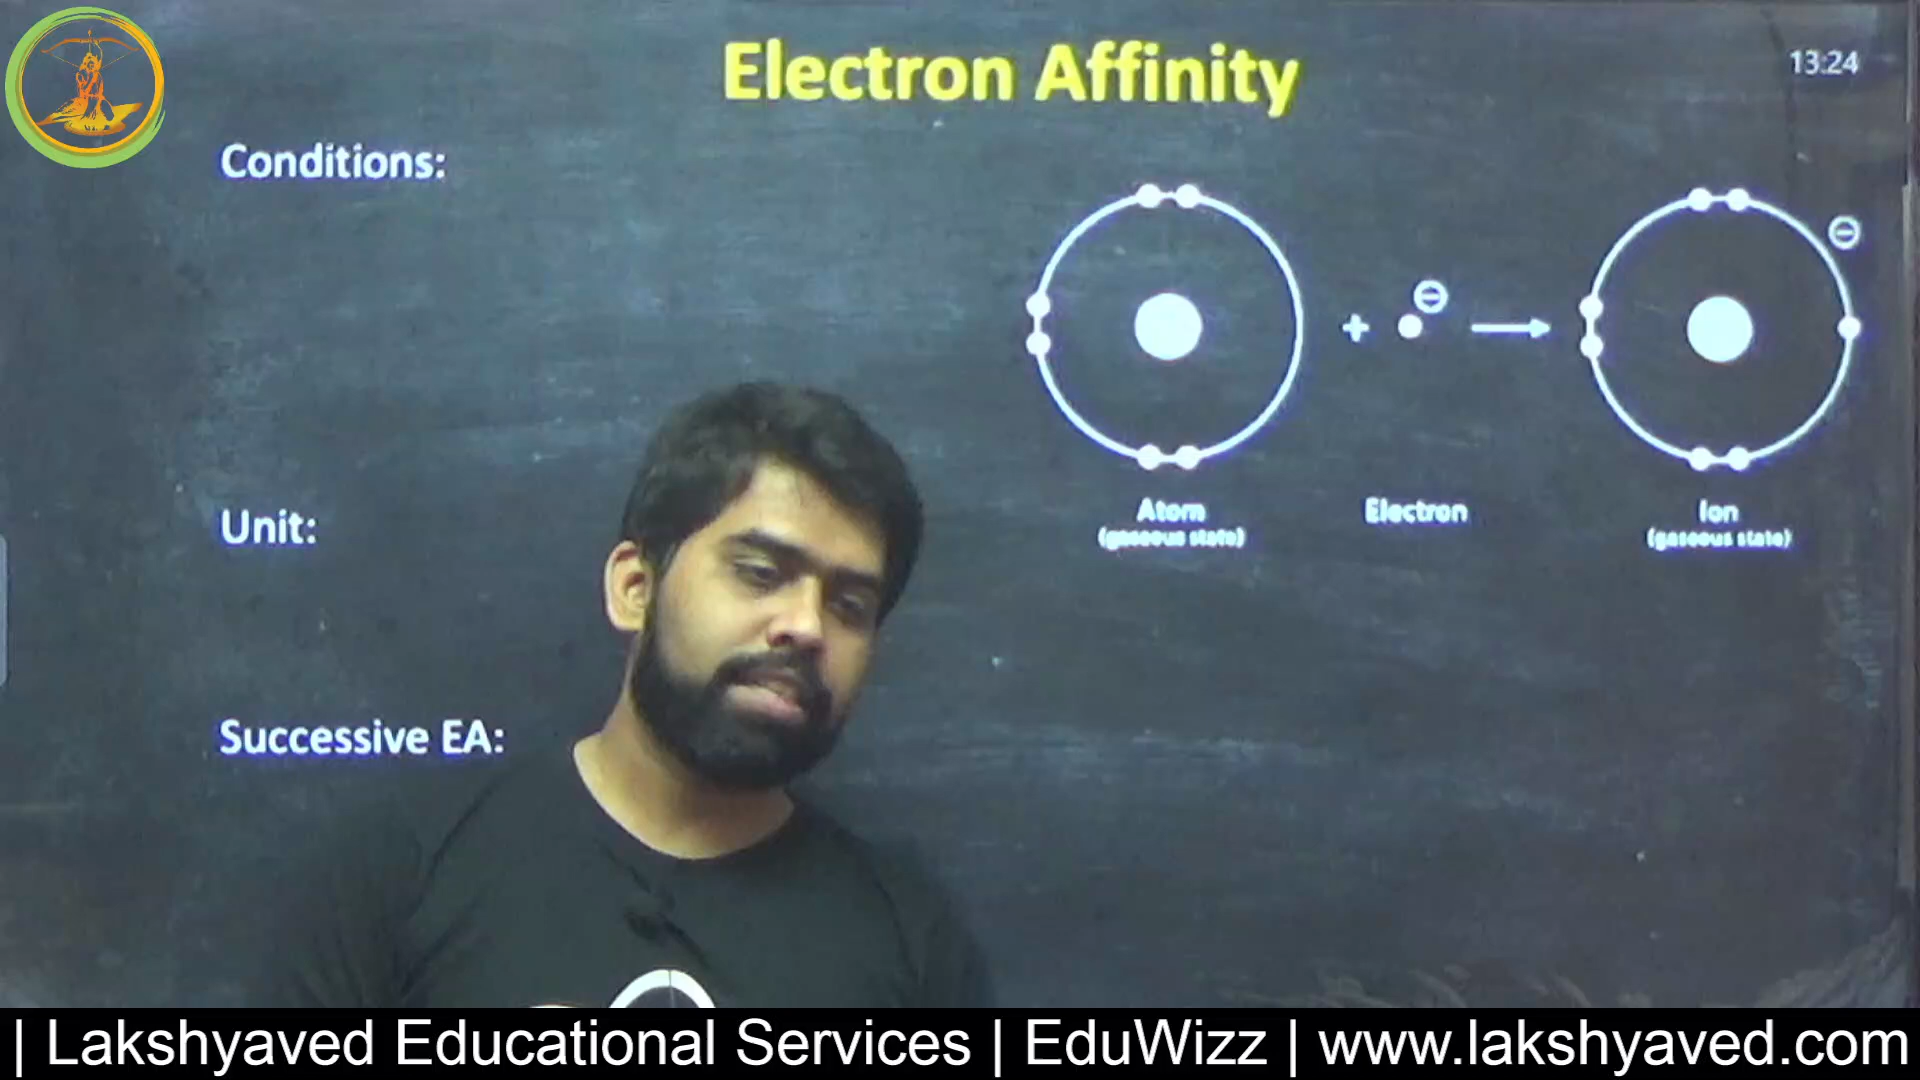 Electron Affinity
13:24
Conditions:
Atom
(gaseous state)
Electron
Ion
(gaseous state)
Unit:
Successive EA:
| Lakshyaved Educational Services | EduWizz | www.lakshyaved.com